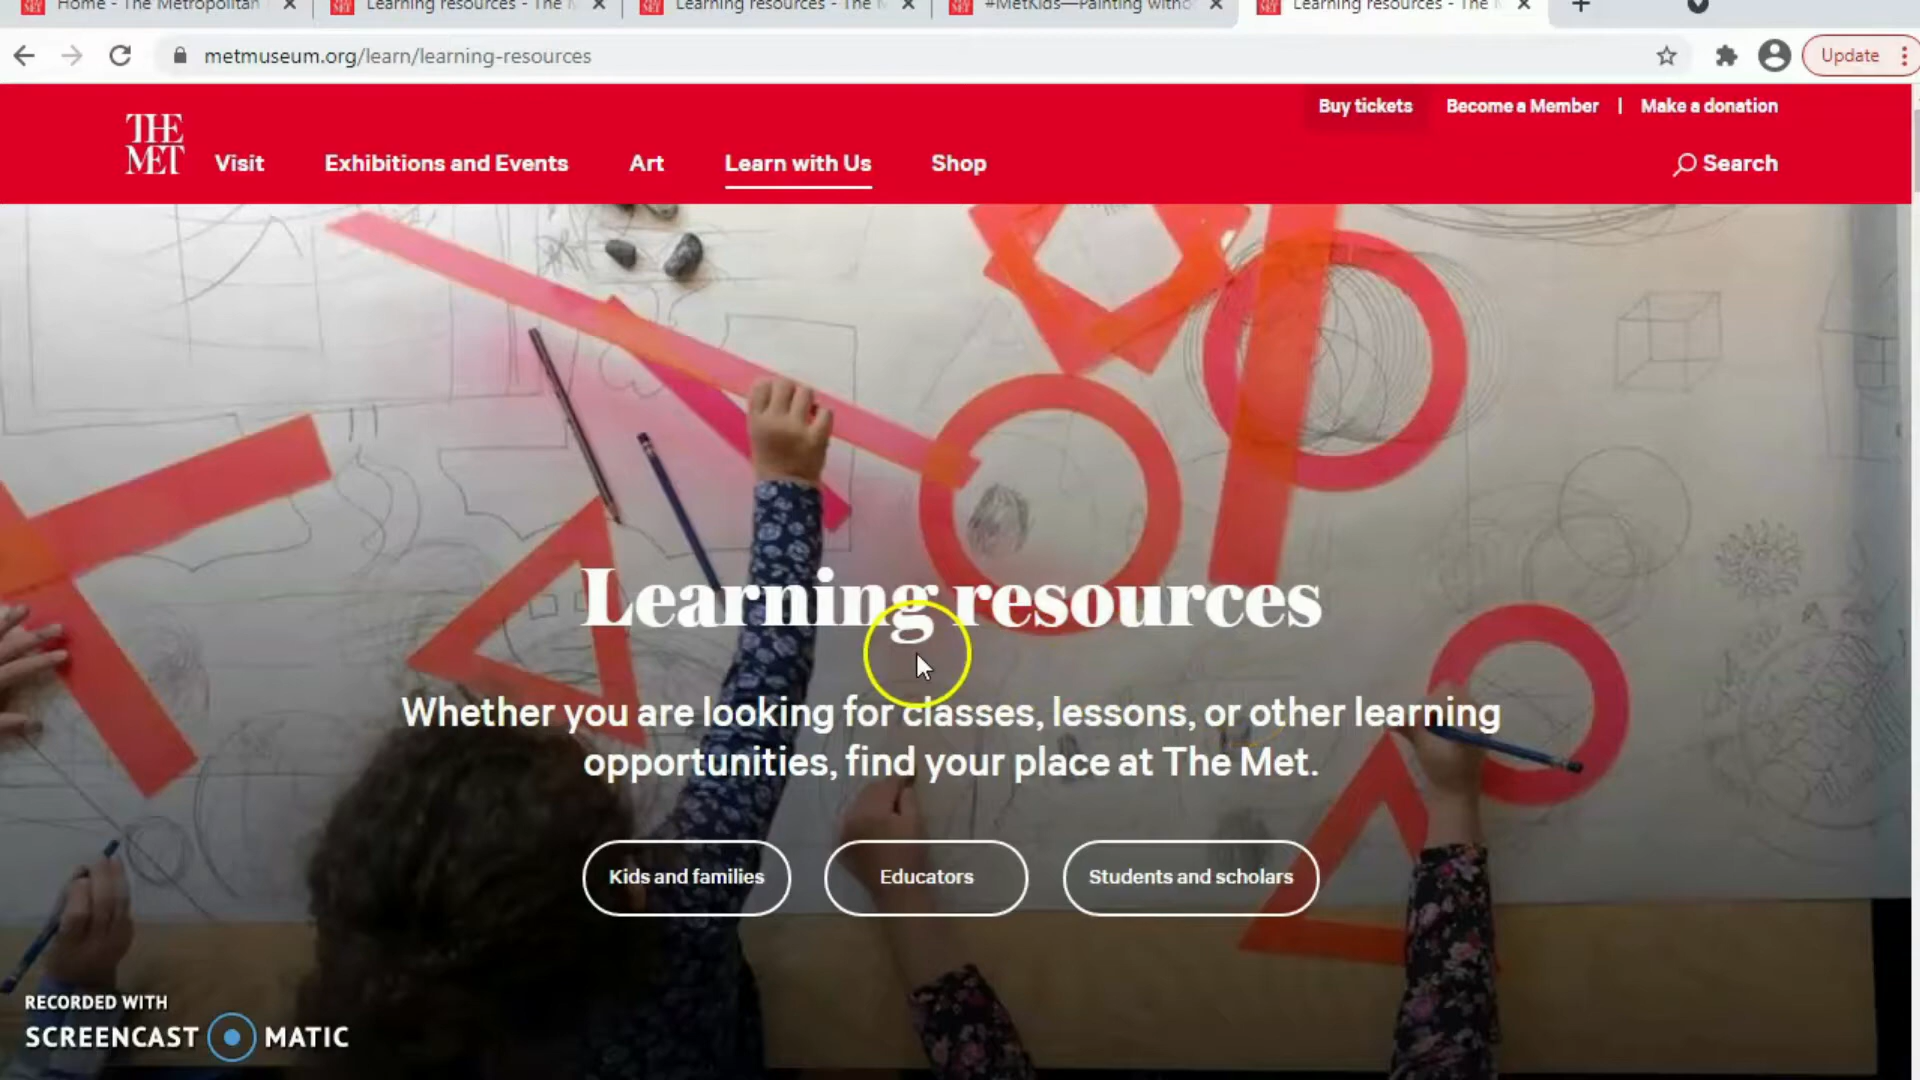 Home - The Metropolitan
Learning resources - The M
Learning resources - The M
#MetKids—Painting witho
Learning resources - The M
metmuseum.org/learn/learning-resources
Update
Buy tickets
Become a Member | Make a donation
THE
MET
Visit
Exhibitions and Events
Art
Learn with Us
Shop
Search
Learning resources
Whether you are looking for classes, lessons, or other learning
opportunities, find your place at The Met.
Kids and families
Educators
Students and scholars
RECORDED WITH
SCREENCAST MATIC